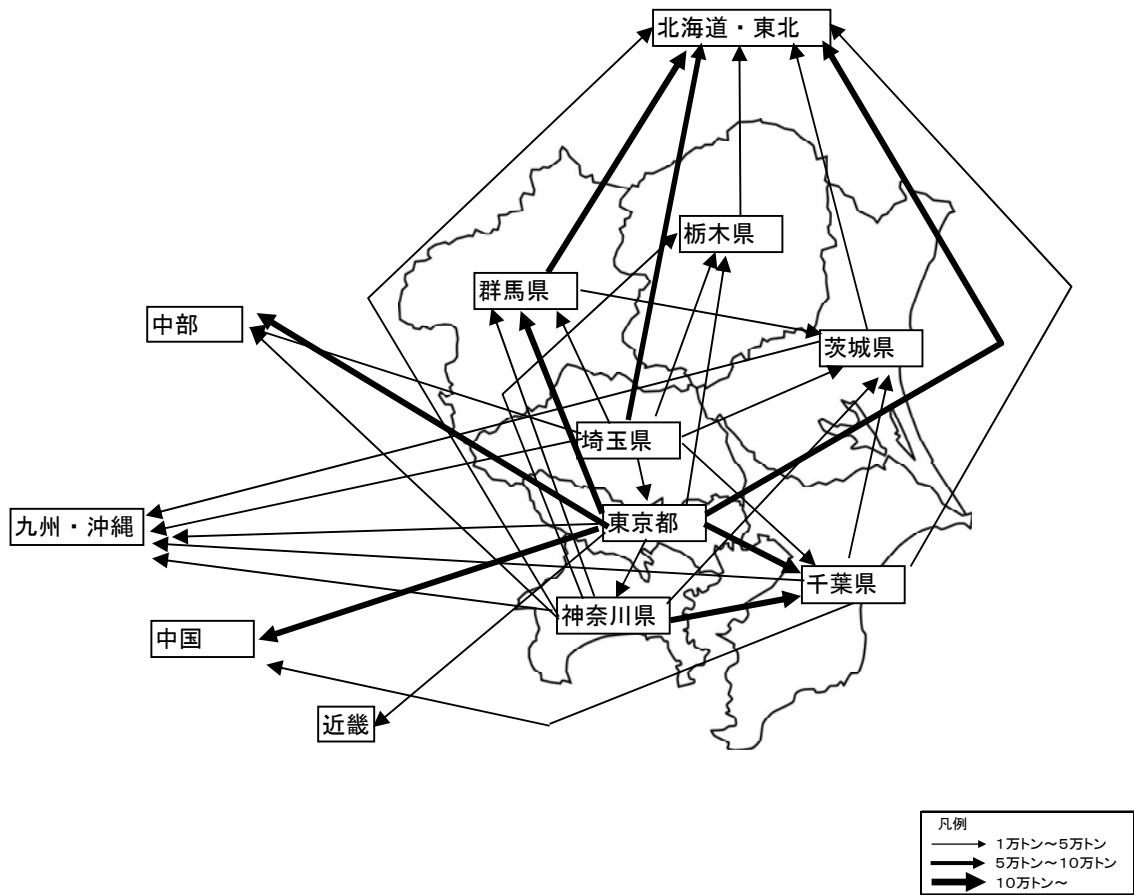 北海道・東北
栃木県
群馬県
中部
茨城県
埼玉県
九州・沖縄
東京都
千葉県
神奈川県
中国
近畿
凡例
1万トン～5万トン
5万トン～10万トン
10万トン～